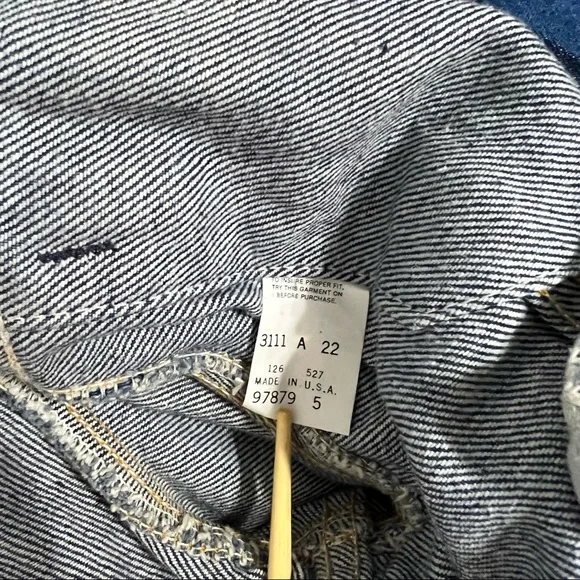 TO INSURE PROPER FIT,
TRY THIS GARMENT ON
BEFORE PURCHASE.
3111 A 22
126 527
MADE IN U.S.A.
97879 5